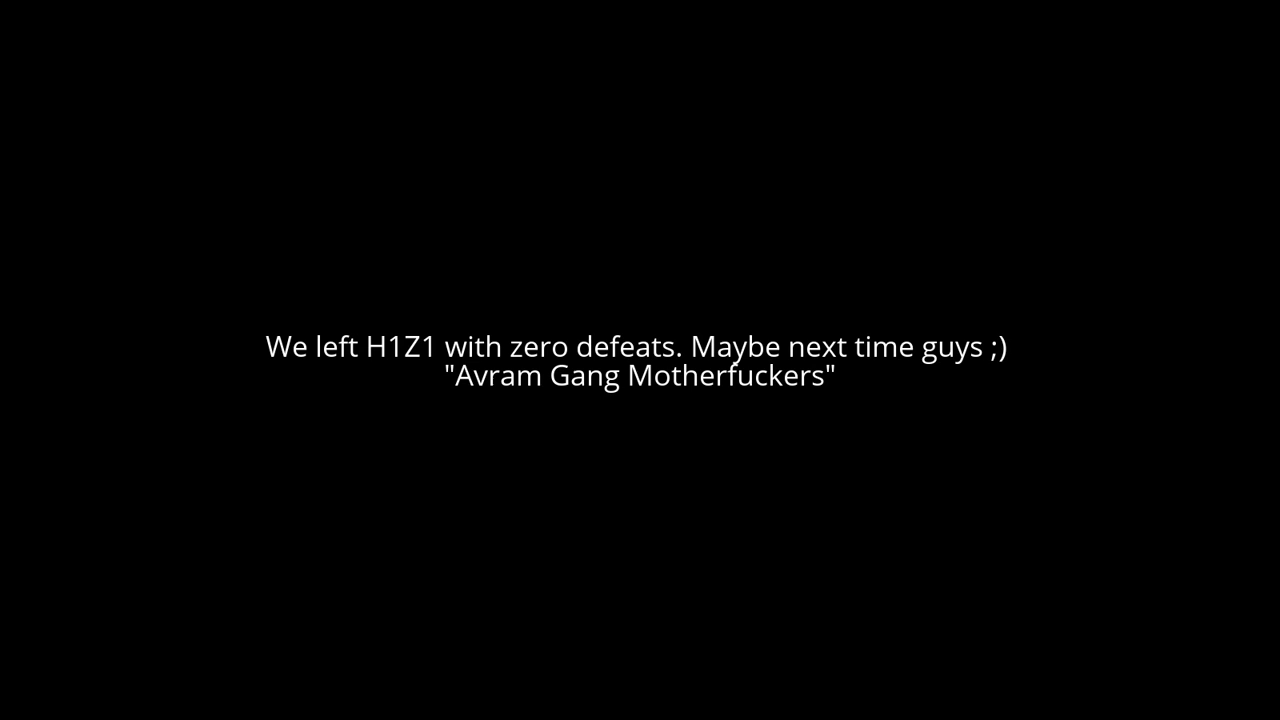 We left H1Z1 with zero defeats. Maybe next time guys ;)
"Avram Gang Motherfuckers"